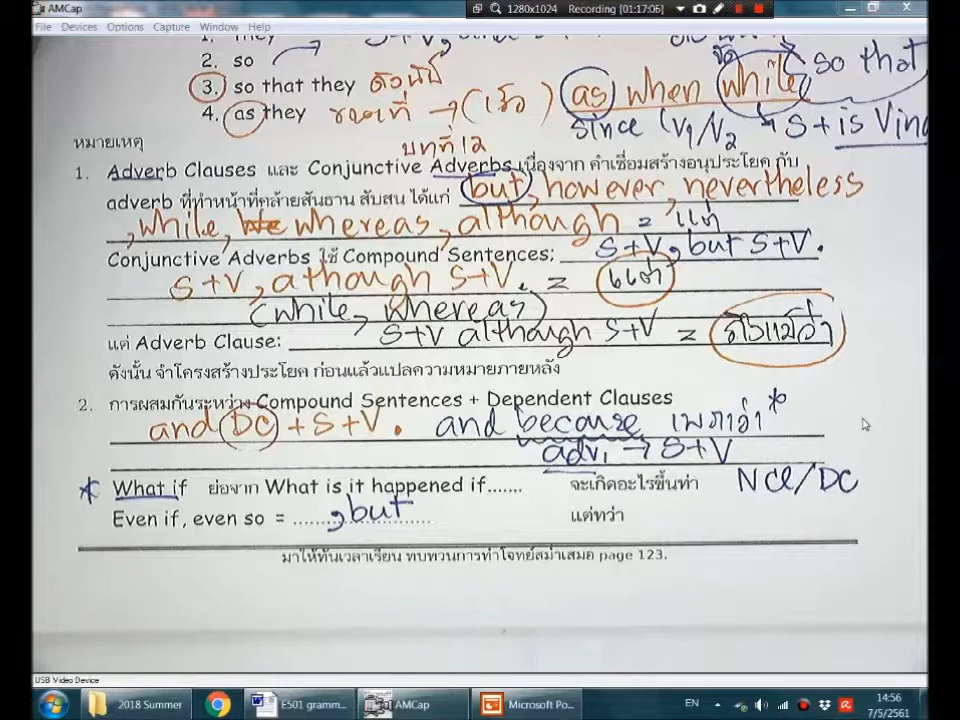 AMCap
1280x1024 Recording [01:17:06]
File Devices Options Capture Window Help
1. They
2. so
3. so that they ดังนั้น
so that
4. as they ขณะที่ → (เรื่อ ) as when while
since (V1/V2 S + is Ving
หมายเหตุ
บทที่ 12
1. Adverb Clauses และ Conjunctive Adverbs เนื่องจาก คำเชื่อมสร้างอนุประโยค กับ
adverb ที่ทำหน้าที่คล้ายสันธาน สับสน ได้แก่ but, however, nevertheless
, while, whereas, although = แต่
Conjunctive Adverbs ใช้ Compound Sentences: S+V, but S+V.
S+V, athough S+V. = แต่
(while, whereas)
แต่ Adverb Clause: S+V although S+V = ถึงแม้ว่า
ดังนั้น จำโครงสร้างประโยค ก่อนแล้วแปลความหมายภายหลัง
2. การผสมกันระหว่าง Compound Sentences + Dependent Clauses
and DC + S+V. and because เพราะว่า *
adv, → S+V
* What if ย่อจาก What is it happened if....... จะเกิดอะไรขึ้นถ้า NCl/DC
Even if, even so = ......., but ....... แต่ทว่า
มาให้ทันเวลาเรียน ทบทวนการทำโจทย์สม่ำเสมอ page 123.
USB Video Device
2018 Summer E501 gramm... AMCap Microsoft Po... EN 14:56
7/5/2561